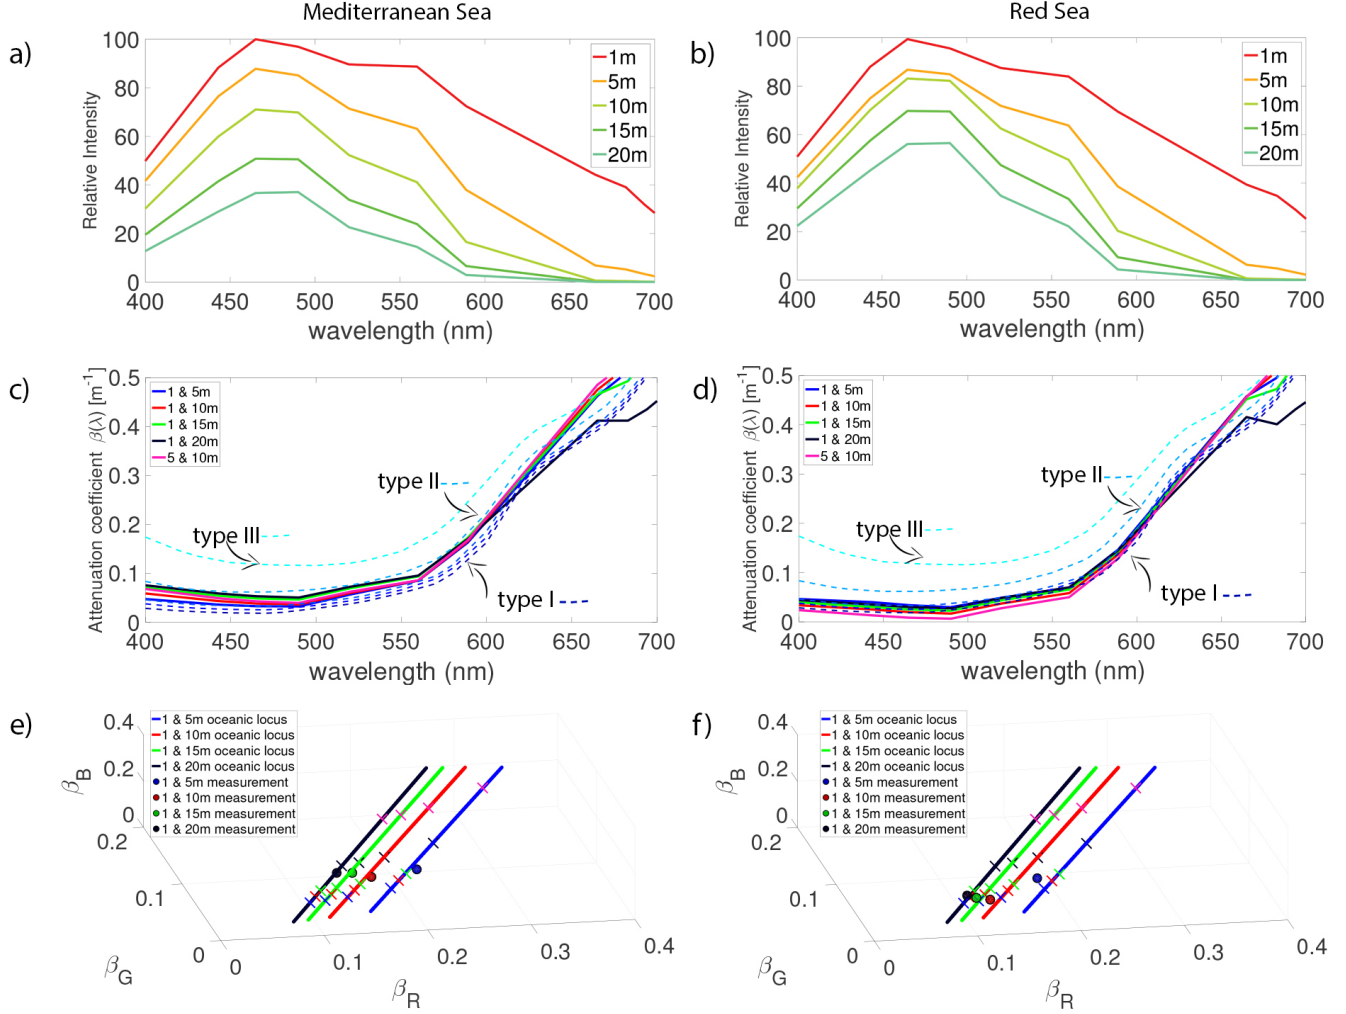 Mediterranean Sea
Red Sea
a)
100
80
60
40
20
0
Relative Intensity
1m
5m
10m
15m
20m
400 450 500 550 600 650 700
wavelength (nm)
b)
100
80
60
40
20
0
Relative Intensity
1m
5m
10m
15m
20m
400 450 500 550 600 650 700
wavelength (nm)
c)
0.5
0.4
0.3
0.2
0.1
0
Attenuation coefficient β(λ) [m⁻¹]
1 & 5m
1 & 10m
1 & 15m
1 & 20m
5 & 10m
type II
type III
type I
400 450 500 550 600 650 700
wavelength (nm)
d)
0.5
0.4
0.3
0.2
0.1
0
Attenuation coefficient β(λ) [m⁻¹]
1 & 5m
1 & 10m
1 & 15m
1 & 20m
5 & 10m
type II
type III
type I
400 450 500 550 600 650 700
wavelength (nm)
e)
0.4
0.2
0
βB
1 & 5m oceanic locus
1 & 10m oceanic locus
1 & 15m oceanic locus
1 & 20m oceanic locus
1 & 5m measurement
1 & 10m measurement
1 & 15m measurement
1 & 20m measurement
0.2
0.1
0
βG
0 0.1 0.2 0.3 0.4
βR
f)
0.4
0.2
0
βB
1 & 5m oceanic locus
1 & 10m oceanic locus
1 & 15m oceanic locus
1 & 20m oceanic locus
1 & 5m measurement
1 & 10m measurement
1 & 15m measurement
1 & 20m measurement
0.2
0.1
0
βG
0 0.1 0.2 0.3 0.4
βR